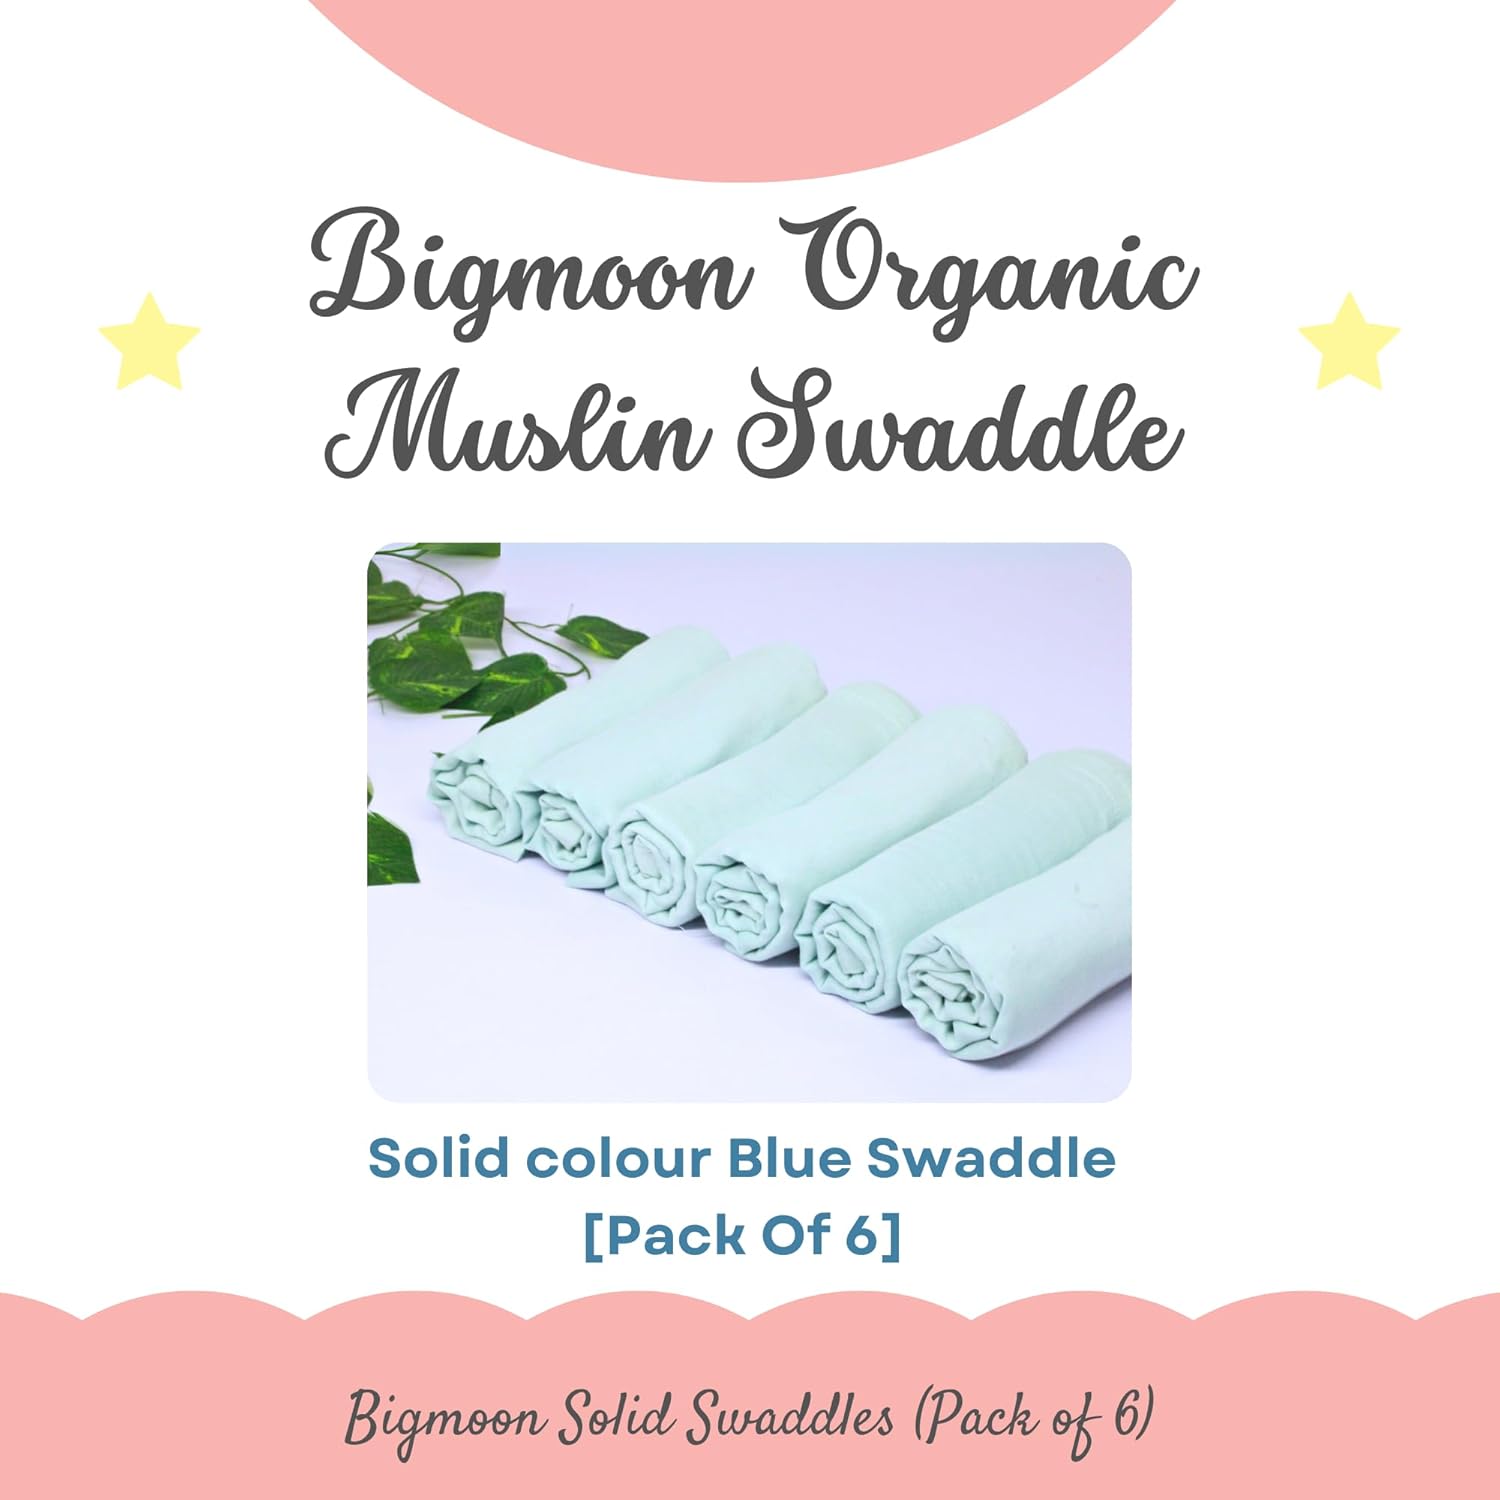 Bigmoon Organic
Muslin Swaddle
Solid colour Blue Swaddle
[Pack Of 6]
Bigmoon Solid Swaddles (Pack of 6)